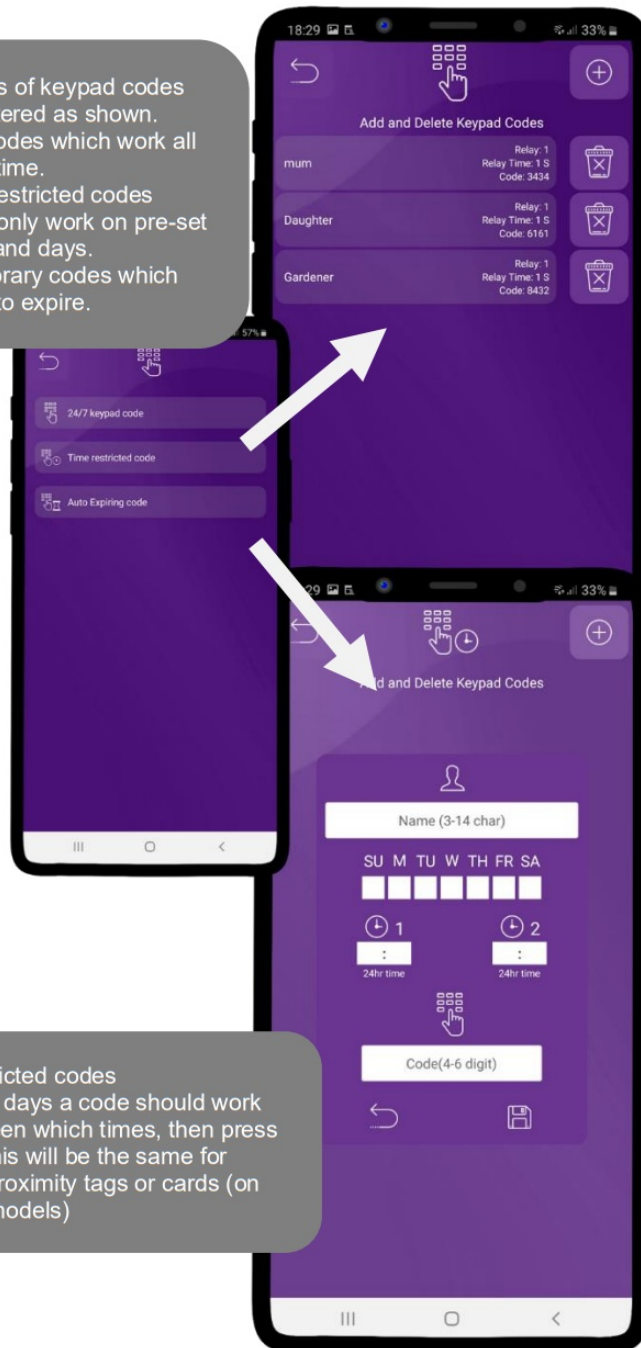 s of keypad codes
ered as shown.
odes which work all
time.
estricted codes
only work on pre-set
and days.
orary codes which
to expire.
18:29 33%
Add and Delete Keypad Codes
mum
Relay: 1
Relay Time: 1 S
Code: 3434
Daughter
Relay: 1
Relay Time: 1 S
Code: 6161
Gardener
Relay: 1
Relay Time: 1 S
Code: 8432
57%
24/7 keypad code
Time restricted code
Auto Expiring code
29 33%
Add and Delete Keypad Codes
Name (3-14 char)
SU M TU W TH FR SA
1 2
: :
24hr time 24hr time
Code(4-6 digit)
icted codes
days a code should work
een which times, then press
his will be the same for
roximity tags or cards (on
models)